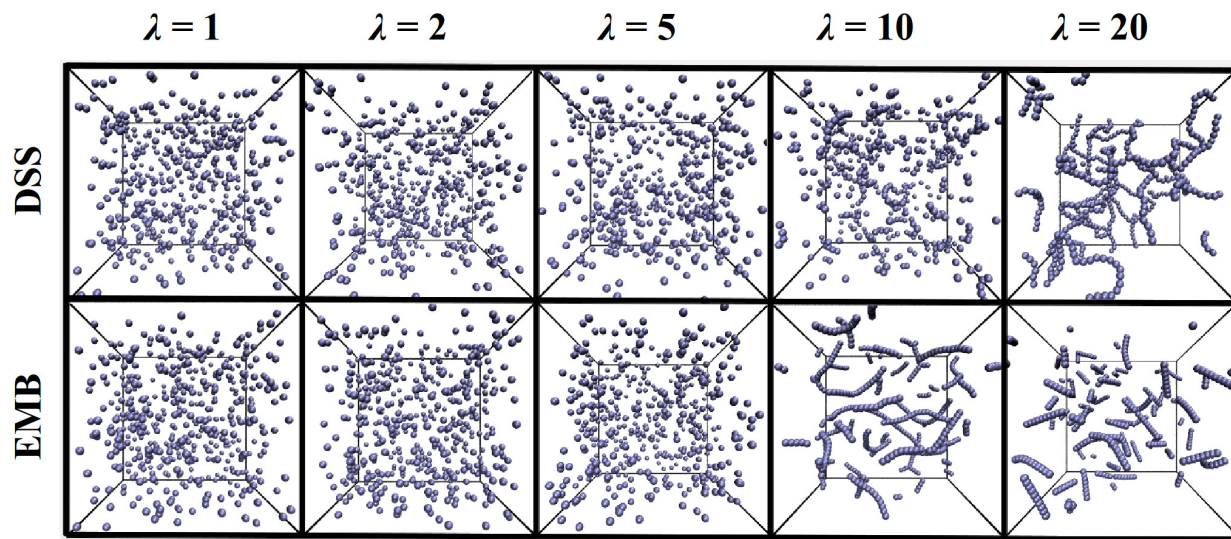 λ = 1 λ = 2 λ = 5 λ = 10 λ = 20
DSS
EMB